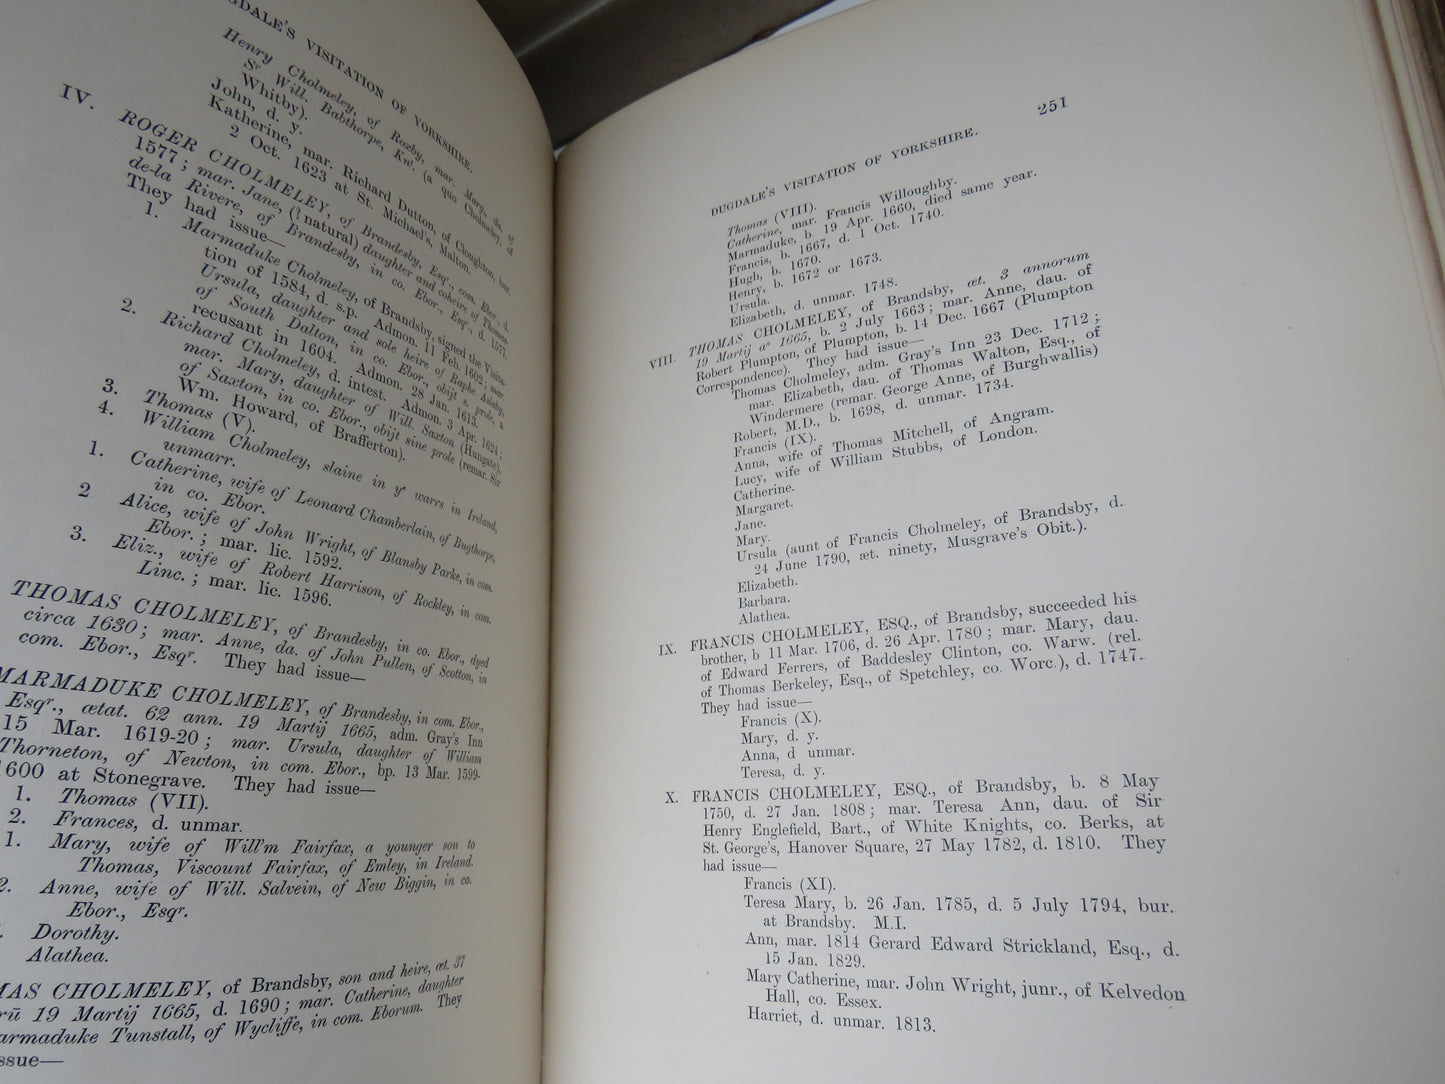 GDALE'S VISITATION OF YORKSHIRE.
Henry Cholmeley, of Roxby, mar. Mary, da. of
Sr Will. Babthorpe, Knt. (a quo Cholmeley, of
Whitby).
John, d. y.
Katherine, mar. Richard Dutton, of Cloughton, bur.
2 Oct. 1623 at St. Michael's, Malton.
IV. ROGER CHOLMELEY, of Brandesby, Esqr., com. Ebor., d.
1577; mar. Jane, (? natural) daughter and coheire of Thomas
de-la Rivere, of Brandesby, in co. Ebor., Esqr., d. 1577.
They had issue—
1. Marmaduke Cholmeley, of Brandsby, signed the Visita-
tion of 1584, d. s.p. Admon. 11 Feb. 1602; mar.
Ursula, daughter and sole heire of Raphe Aslaby,
of South Dalton, in co. Ebor., obijt s. prole, a
recusant in 1604. Admon. 28 Jan. 1613.
2. Richard Cholmeley, d. intest. Admon. 3 Apr. 1624;
mar. Mary, daughter of Will. Saxton (Hungate),
of Saxton, in co. Ebor., obijt sine prole (remar. Sir
Wm. Howard, of Brafferton).
3. Thomas (V).
4. William Cholmeley, slaine in ye warrs in Ireland,
unmarr.
1. Catherine, wife of Leonard Chamberlain, of Bugthorpe,
in co. Ebor.
2 Alice, wife of John Wright, of Blansby Parke, in com.
Ebor.; mar. lic. 1592.
3. Eliz., wife of Robert Harrison, of Rockley, in com.
Linc.; mar. lic. 1596.
THOMAS CHOLMELEY, of Brandesby, in co. Ebor., dyed
circa 1630; mar. Anne, da. of John Pullen, of Scotton, in
com. Ebor., Esqr. They had issue—
MARMADUKE CHOLMELEY, of Brandesby, in com. Ebor.,
Esqr., ætat. 62 ann. 19 Martij 1665, adm. Gray's Inn
15 Mar. 1619-20; mar. Ursula, daughter of William
Thorneton, of Newton, in com. Ebor., bp. 13 Mar. 1599-
1600 at Stonegrave. They had issue—
1. Thomas (VII).
2. Frances, d. unmar.
1. Mary, wife of Will'm Fairfax, a younger son to
Thomas, Viscount Fairfax, of Emley, in Ireland.
2. Anne, wife of Will. Salvein, of New Biggin, in co.
Ebor., Esqr.
Dorothy.
Alathea.
MAS CHOLMELEY, of Brandsby, son and heire, æt. 37
rū 19 Martij 1665, d. 1690; mar. Catherine, daughter
armaduke Tunstall, of Wycliffe, in com. Eborum. They
ssue—
DUGDALE'S VISITATION OF YORKSHIRE. 251
Thomas (VIII).
Catherine, mar. Francis Willoughby.
Marmaduke, b. 19 Apr. 1660, died same year.
Francis, b. 1667, d. 1 Oct. 1740.
Hugh, b. 1670.
Henry, b. 1672 or 1673.
Ursula.
Elizabeth, d. unmar. 1748.
VIII. THOMAS CHOLMELEY, of Brandsby, æt. 3 annorum
19 Martij ao 1665, b. 2 July 1663; mar. Anne, dau. of
Robert Plumpton, of Plumpton, b. 14 Dec. 1667 (Plumpton
Correspondence). They had issue—
Thomas Cholmeley, adm. Gray's Inn 23 Dec. 1712;
mar. Elizabeth, dau. of Thomas Walton, Esq., of
Windermere (remar. George Anne, of Burghwallis)
Robert, M.D., b. 1698, d. unmar. 1734.
Francis (IX).
Anna, wife of Thomas Mitchell, of Angram.
Lucy, wife of William Stubbs, of London.
Catherine.
Margaret.
Jane.
Mary.
Ursula (aunt of Francis Cholmeley, of Brandsby, d.
24 June 1790, æt. ninety, Musgrave's Obit.).
Elizabeth.
Barbara.
Alathea.
IX. FRANCIS CHOLMELEY, ESQ., of Brandsby, succeeded his
brother, b 11 Mar. 1706, d. 26 Apr. 1780; mar. Mary, dau.
of Edward Ferrers, of Baddesley Clinton, co. Warw. (rel.
of Thomas Berkeley, Esq., of Spetchley, co. Worc.), d. 1747.
They had issue—
Francis (X).
Mary, d. y.
Anna, d unmar.
Teresa, d. y.
X. FRANCIS CHOLMELEY, ESQ., of Brandsby, b. 8 May
1750, d. 27 Jan. 1808; mar. Teresa Ann, dau. of Sir
Henry Englefield, Bart., of White Knights, co. Berks, at
St. George's, Hanover Square, 27 May 1782, d. 1810. They
had issue—
Francis (XI).
Teresa Mary, b. 26 Jan. 1785, d. 5 July 1794, bur.
at Brandsby. M.I.
Ann, mar. 1814 Gerard Edward Strickland, Esq., d.
15 Jan. 1829.
Mary Catherine, mar. John Wright, junr., of Kelvedon
Hall, co. Essex.
Harriet, d. unmar. 1813.